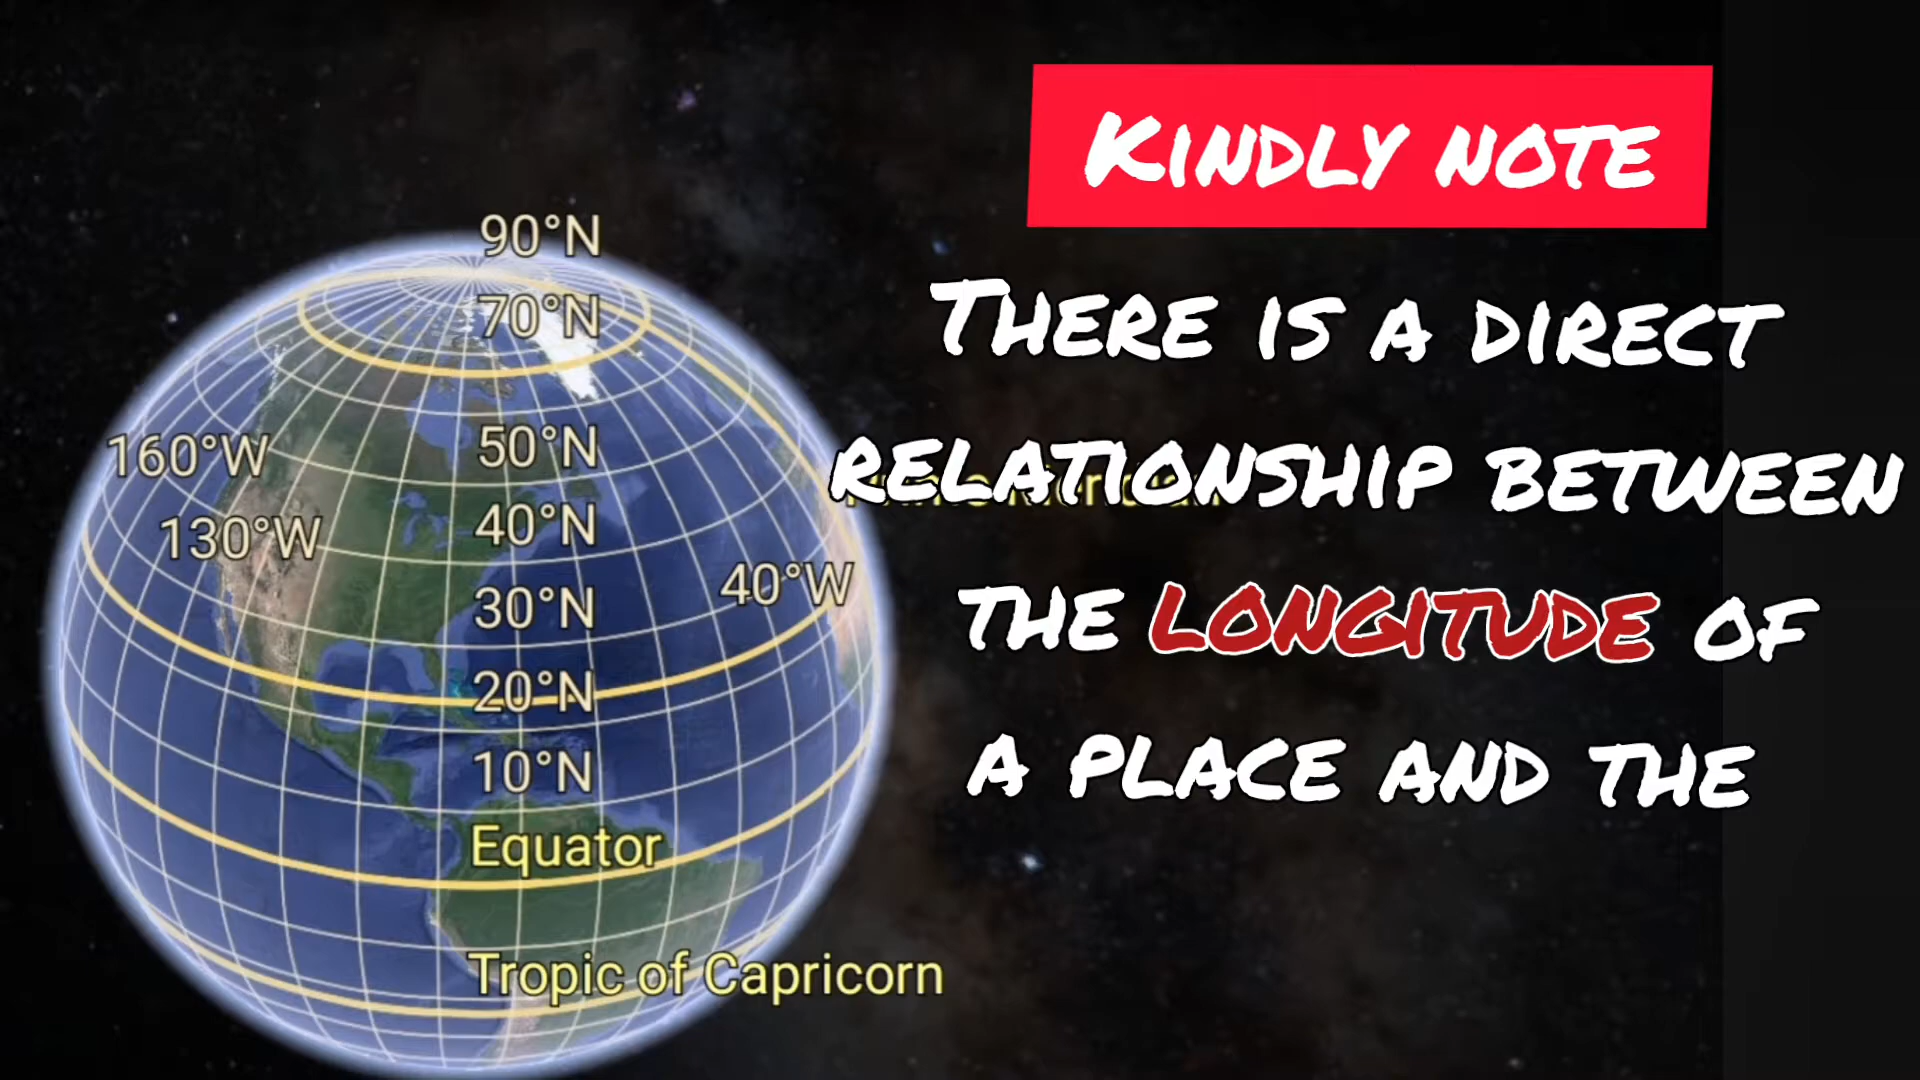 KINDLY NOTE
THERE IS A DIRECT
RELATIONSHIP BETWEEN
THE LONGITUDE OF
A PLACE AND THE
90°N
70°N
160°W
50°N
130°W
40°N
40°W
30°N
20°N
10°N
Equator
Tropic of Capricorn